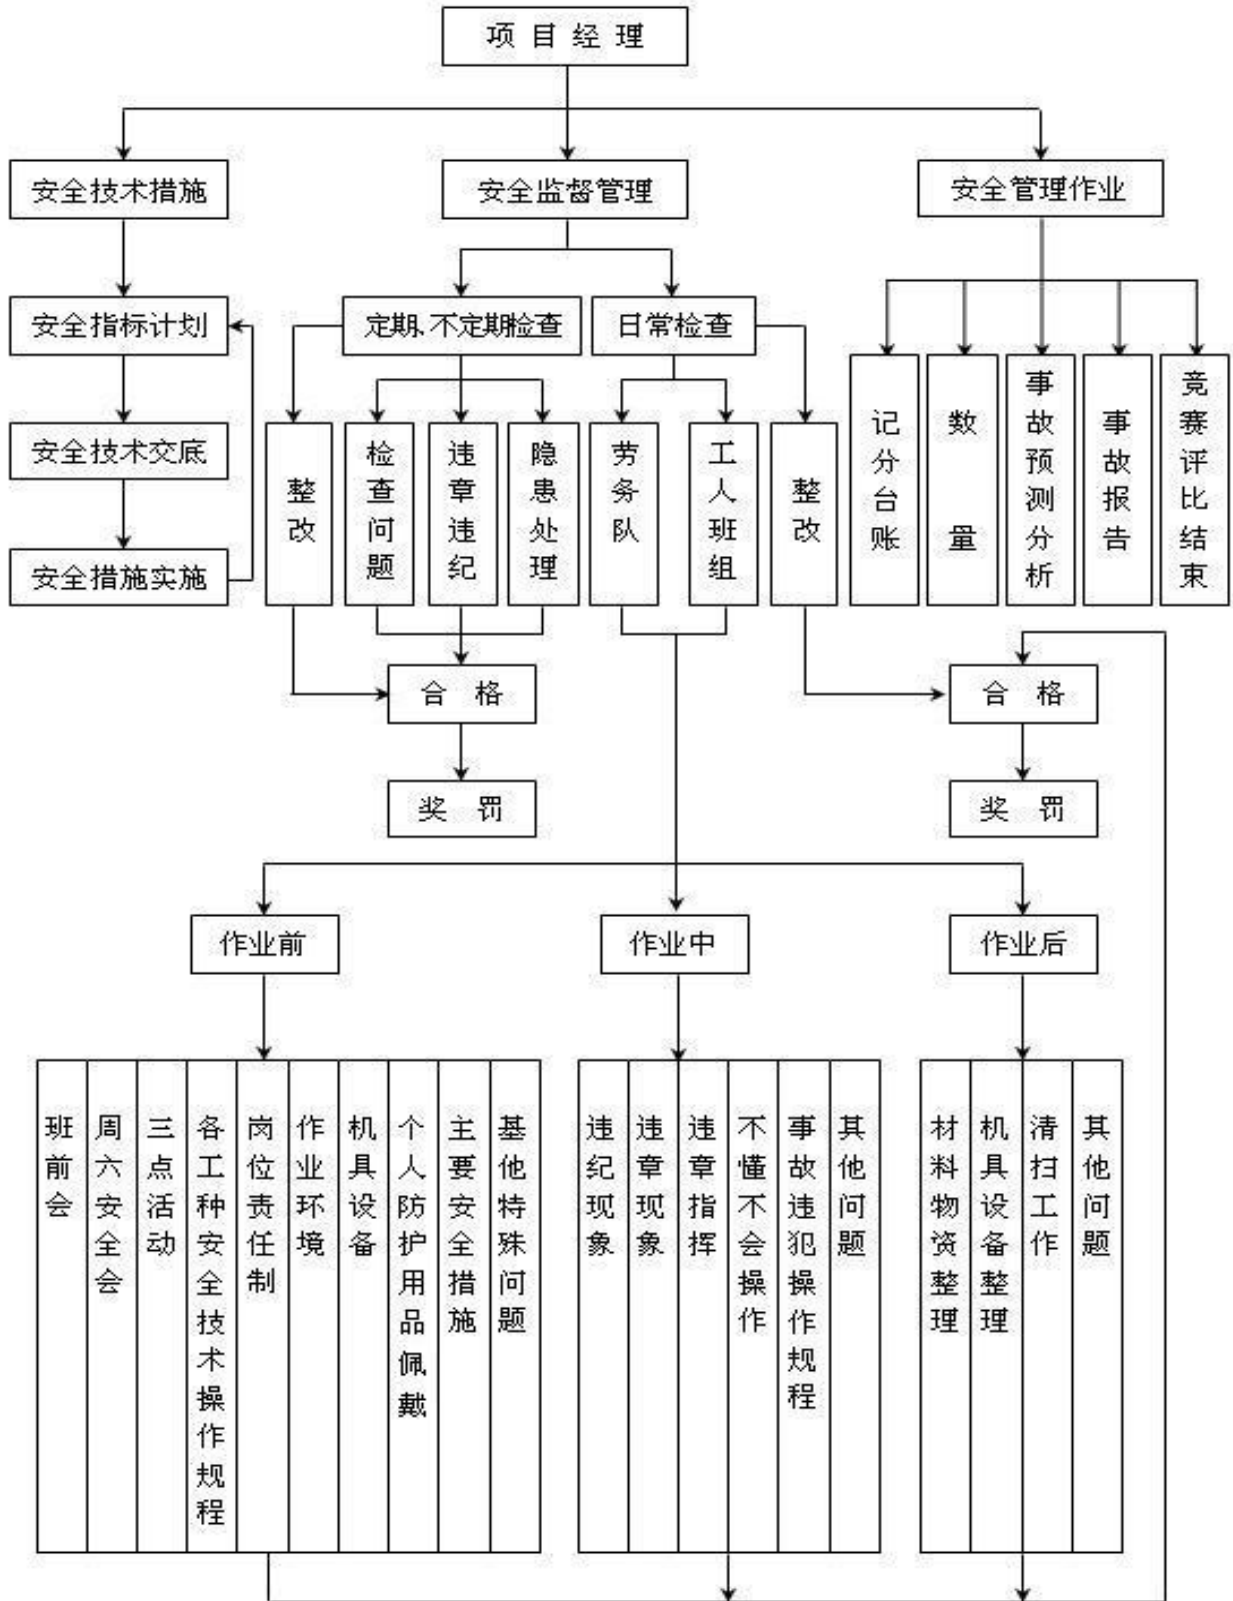 项目经理
安全技术措施
安全监督管理
安全管理作业
安全指标计划
定期、不定期检查
日常检查
安全技术交底
安全措施实施
整改
检查问题
违章违纪
隐患处理
劳务队
工人班组
整改
记分台账
数量
事故预测分析
事故报告
竞赛评比结束
合格
合格
奖罚
奖罚
作业前
作业中
作业后
班前会
周六安全会
三点活动
各工种安全技术操作规程
岗位责任制
作业环境
机具设备
个人防护用品佩戴
主要安全措施
基他特殊问题
违纪现象
违章现象
违章指挥
不懂不会操作
事故违犯操作规程
其他问题
材料物资整理
机具设备整理
清扫工作
其他问题